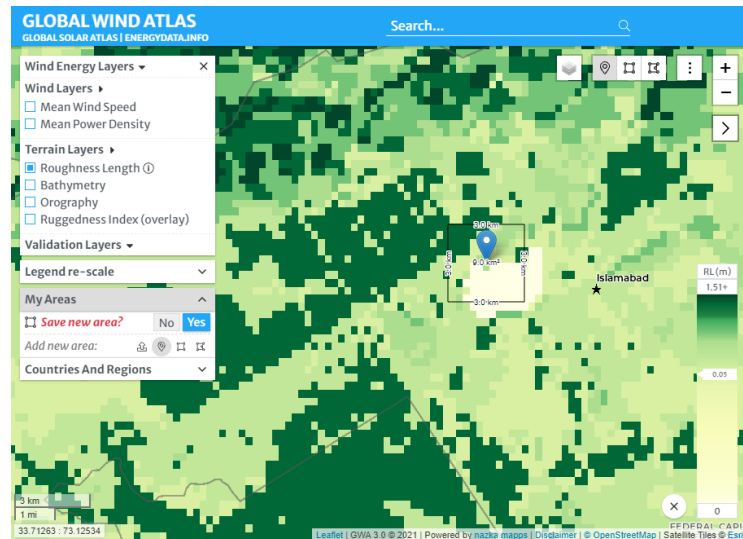 GLOBAL WIND ATLAS
GLOBAL SOLAR ATLAS | ENERGYDATA.INFO
Search...
Wind Energy Layers
Wind Layers
Mean Wind Speed
Mean Power Density
Terrain Layers
Roughness Length
Bathymetry
Orography
Ruggedness Index (overlay)
Validation Layers
Legend re-scale
My Areas
Save new area? No Yes
Add new area:
Countries And Regions
3.0 km
3.0 km
9.0 km²
3.0 km
3.0 km
Islamabad
RL (m)
1.51+
0.05
0
3 km
1 mi
33.71263 : 73.12534
FEDERAL CAPI
Leaflet | GWA 3.0 © 2021 | Powered by nazka mapps | Disclaimer | © OpenStreetMap | Satellite Tiles © Esri